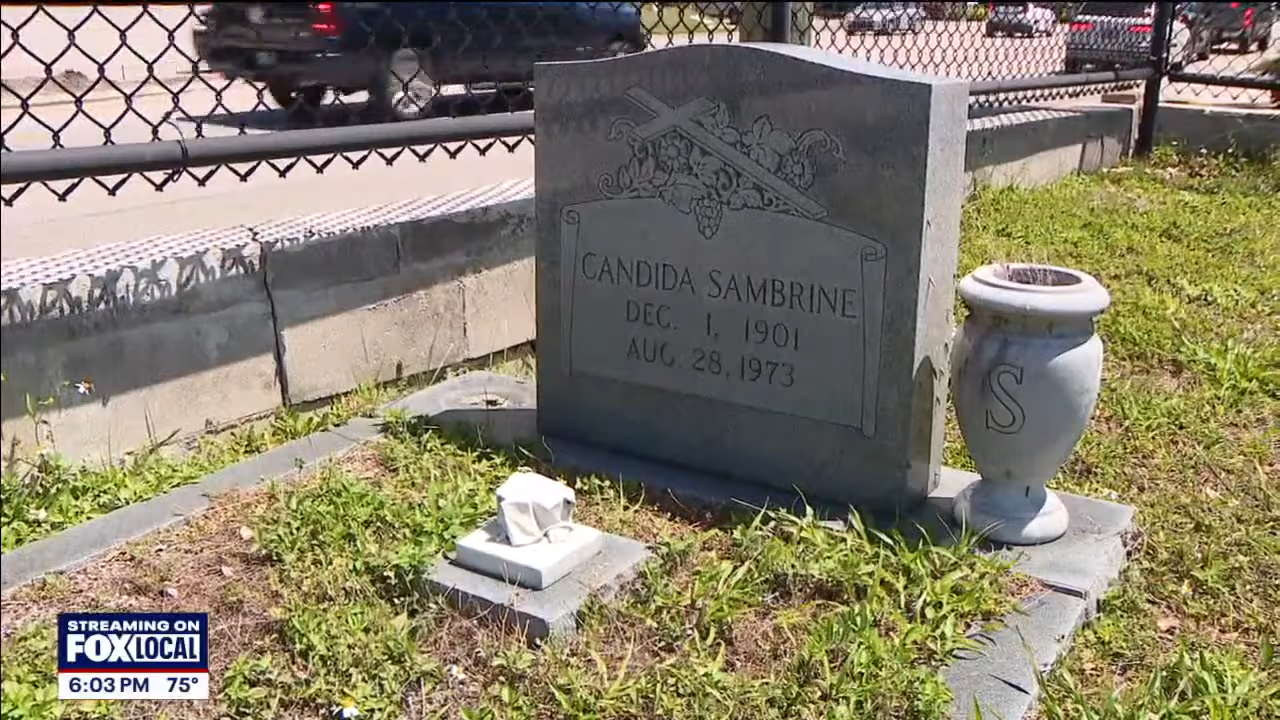 CANDIDA SAMBRINE
DEC. 1, 1901
AUG. 28, 1973
S
STREAMING ON
FOX LOCAL
6:03 PM 75°